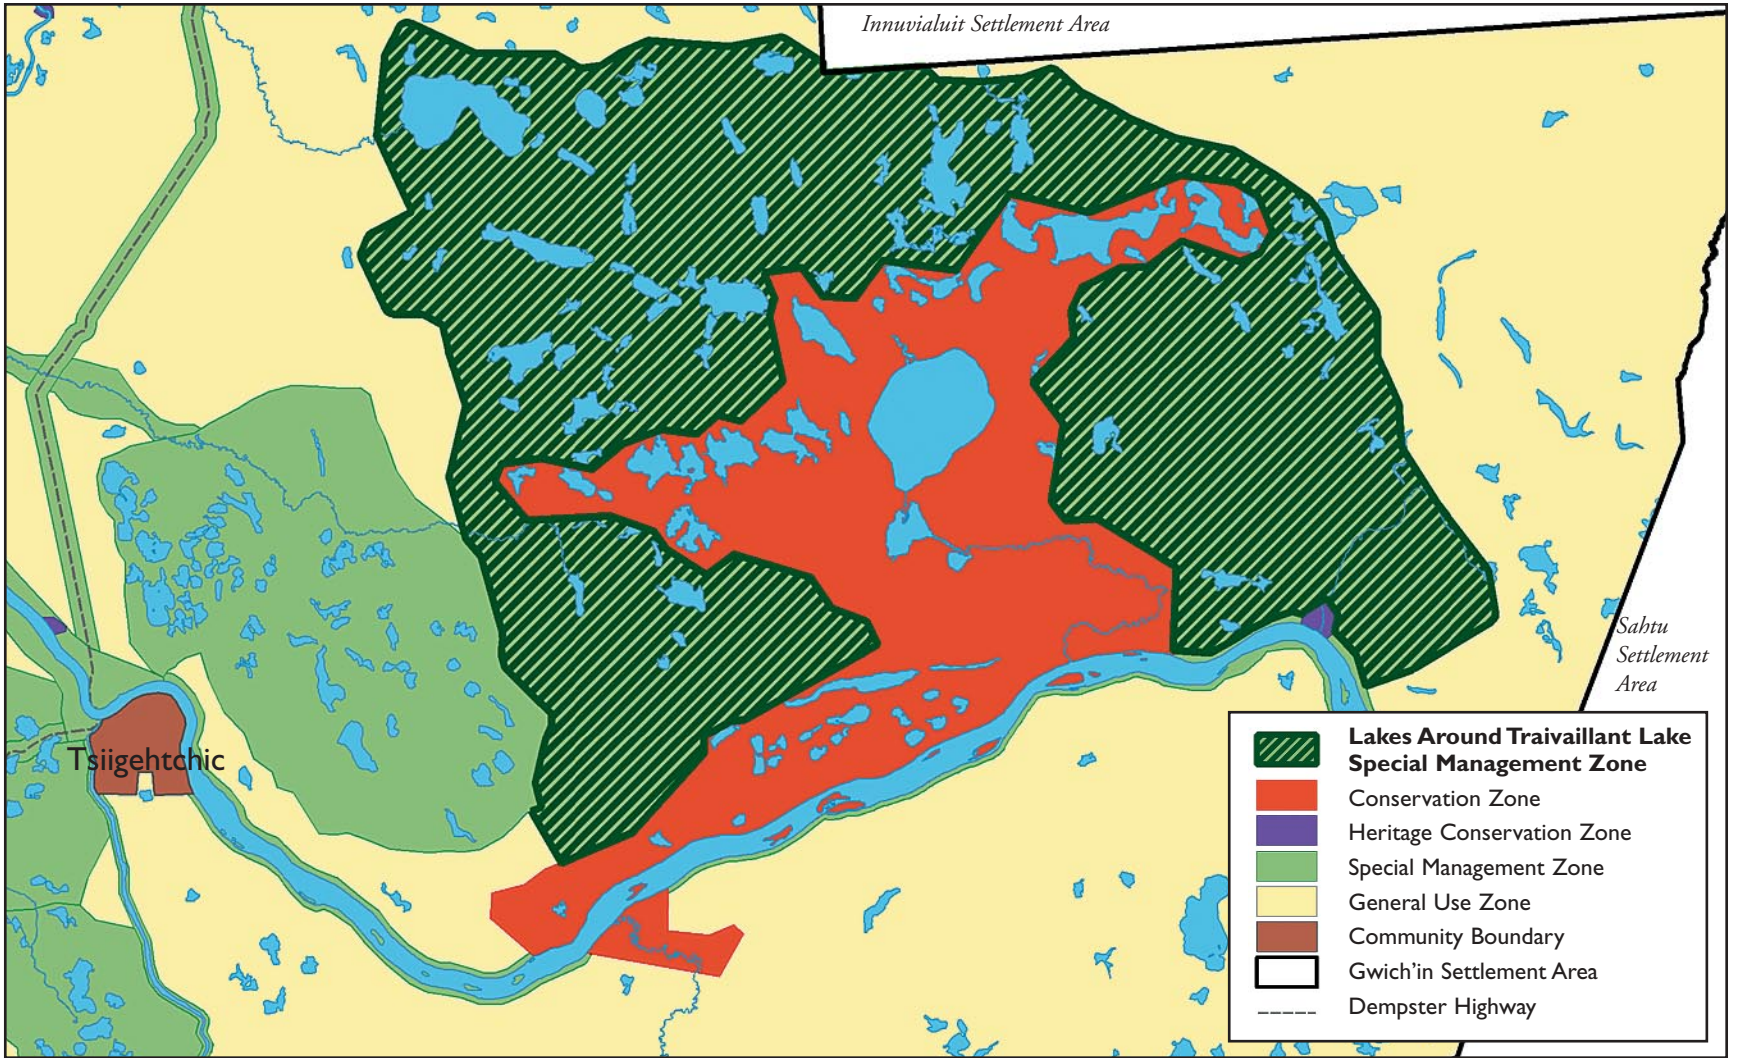 Innuvialuit Settlement Area
Sahtu
Settlement
Area
Tsiigehtchic
Lakes Around Traivaillant Lake
Special Management Zone
Conservation Zone
Heritage Conservation Zone
Special Management Zone
General Use Zone
Community Boundary
Gwich'in Settlement Area
Dempster Highway